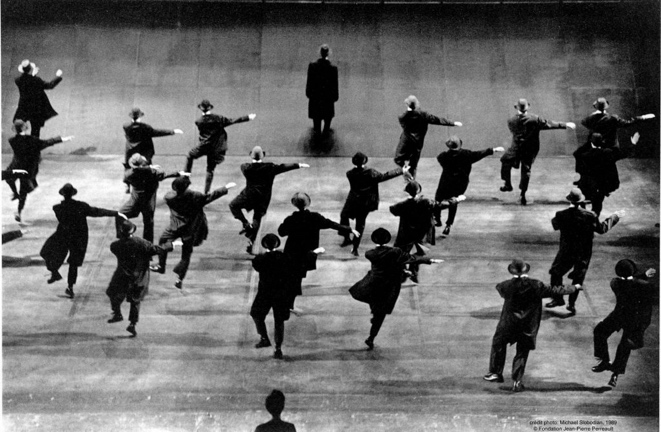 crédit photo: Michael Slobodian, 1989
© Fondation Jean-Pierre Perreault